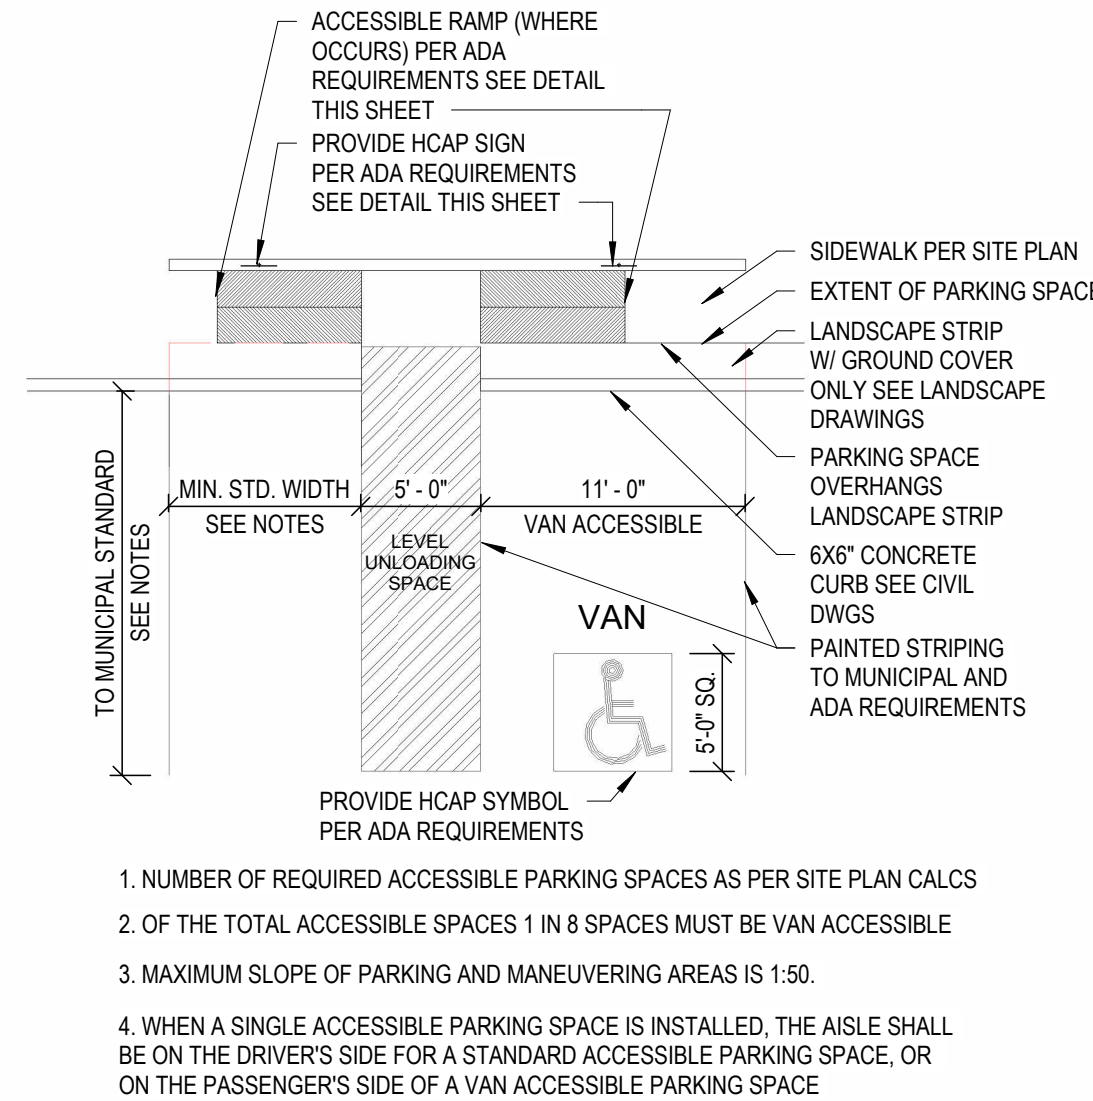 ACCESSIBLE RAMP (WHERE
OCCURS) PER ADA
REQUIREMENTS SEE DETAIL
THIS SHEET
PROVIDE HCAP SIGN
PER ADA REQUIREMENTS
SEE DETAIL THIS SHEET
SIDEWALK PER SITE PLAN
EXTENT OF PARKING SPACE
LANDSCAPE STRIP
W/ GROUND COVER
ONLY SEE LANDSCAPE
DRAWINGS
PARKING SPACE
OVERHANGS
LANDSCAPE STRIP
6X6" CONCRETE
CURB SEE CIVIL
DWGS
PAINTED STRIPING
TO MUNICIPAL AND
ADA REQUIREMENTS
TO MUNICIPAL STANDARD
SEE NOTES
MIN. STD. WIDTH
SEE NOTES
5' - 0"
11' - 0"
VAN ACCESSIBLE
LEVEL
UNLOADING
SPACE
VAN
5'-0" SQ.
PROVIDE HCAP SYMBOL
PER ADA REQUIREMENTS
1. NUMBER OF REQUIRED ACCESSIBLE PARKING SPACES AS PER SITE PLAN CALCS
2. OF THE TOTAL ACCESSIBLE SPACES 1 IN 8 SPACES MUST BE VAN ACCESSIBLE
3. MAXIMUM SLOPE OF PARKING AND MANEUVERING AREAS IS 1:50.
4. WHEN A SINGLE ACCESSIBLE PARKING SPACE IS INSTALLED, THE AISLE SHALL
BE ON THE DRIVER'S SIDE FOR A STANDARD ACCESSIBLE PARKING SPACE, OR
ON THE PASSENGER'S SIDE OF A VAN ACCESSIBLE PARKING SPACE